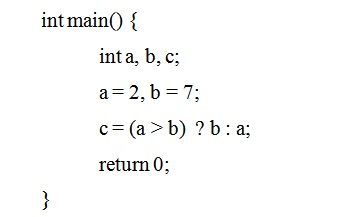 int main() {
int a, b, c;
a = 2, b = 7;
c = (a > b) ? b : a;
return 0;
}